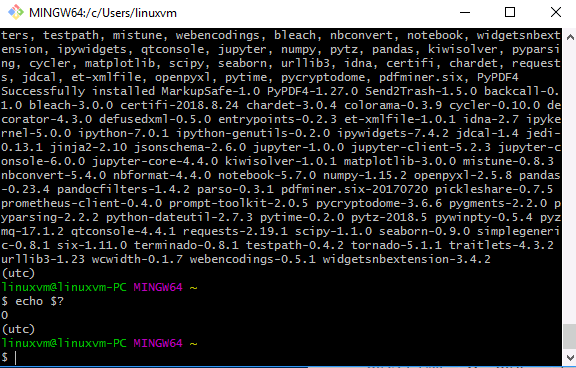 MINGW64:/c/Users/linuxvm
ters, testpath, mistune, webencodings, bleach, nbconvert, notebook, widgetsnbext
ension, ipywidgets, qtconsole, jupyter, numpy, pytz, pandas, kiwisolver, pyparsi
ng, cycler, matplotlib, scipy, seaborn, urllib3, idna, certifi, chardet, request
s, jdcal, et-xmlfile, openpyxl, pytime, pycryptodome, pdfminer.six, PyPDF4
Successfully installed MarkupSafe-1.0 PyPDF4-1.27.0 Send2Trash-1.5.0 backcall-0.
1.0 bleach-3.0.0 certifi-2018.8.24 chardet-3.0.4 colorama-0.3.9 cycler-0.10.0 de
corator-4.3.0 defusedxml-0.5.0 entrypoints-0.2.3 et-xmlfile-1.0.1 idna-2.7 ipyke
rnel-5.0.0 ipython-7.0.1 ipython-genutils-0.2.0 ipywidgets-7.4.2 jdcal-1.4 jedi-
0.13.1 jinja2-2.10 jsonschema-2.6.0 jupyter-1.0.0 jupyter-client-5.2.3 jupyter-c
onsole-6.0.0 jupyter-core-4.4.0 kiwisolver-1.0.1 matplotlib-3.0.0 mistune-0.8.3
nbconvert-5.4.0 nbformat-4.4.0 notebook-5.7.0 numpy-1.15.2 openpyxl-2.5.8 pandas
-0.23.4 pandocfilters-1.4.2 parso-0.3.1 pdfminer.six-20170720 pickleshare-0.7.5
prometheus-client-0.4.0 prompt-toolkit-2.0.5 pycryptodome-3.6.6 pygments-2.2.0 p
yparsing-2.2.2 python-dateutil-2.7.3 pytime-0.2.0 pytz-2018.5 pywinpty-0.5.4 pyz
mq-17.1.2 qtconsole-4.4.1 requests-2.19.1 scipy-1.1.0 seaborn-0.9.0 simplegeneri
c-0.8.1 six-1.11.0 terminado-0.8.1 testpath-0.4.2 tornado-5.1.1 traitlets-4.3.2
urllib3-1.23 wcwidth-0.1.7 webencodings-0.5.1 widgetsnbextension-3.4.2
(utc)
linuxvm@linuxvm-PC MINGW64 ~
$ echo $?
0
(utc)
linuxvm@linuxvm-PC MINGW64 ~
$